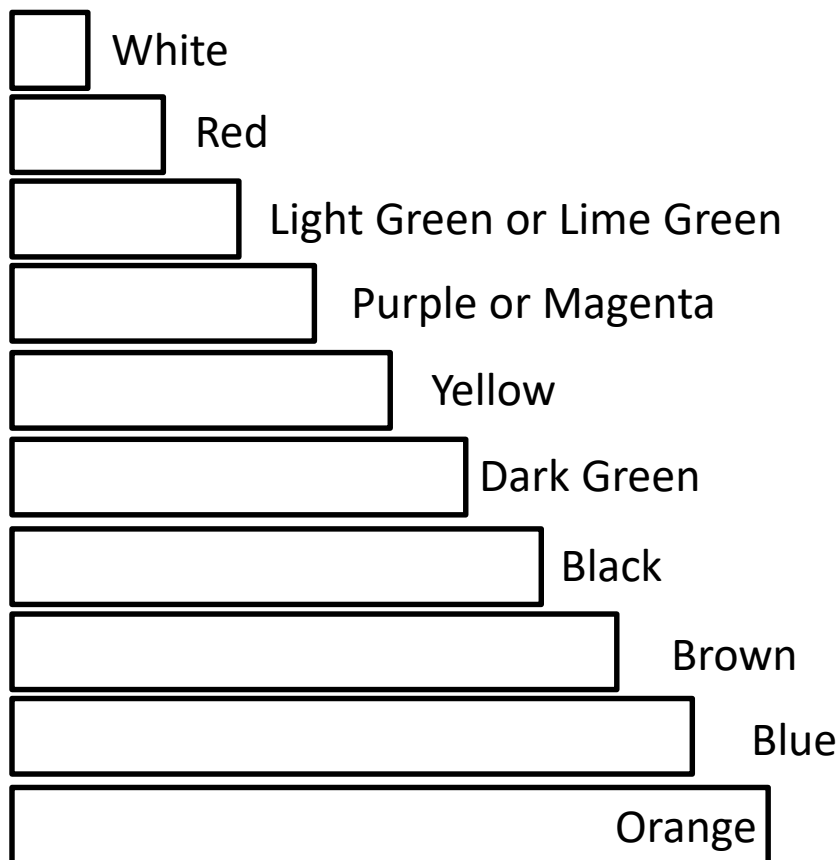 White
Red
Light Green or Lime Green
Purple or Magenta
Yellow
Dark Green
Black
Brown
Blue
Orange